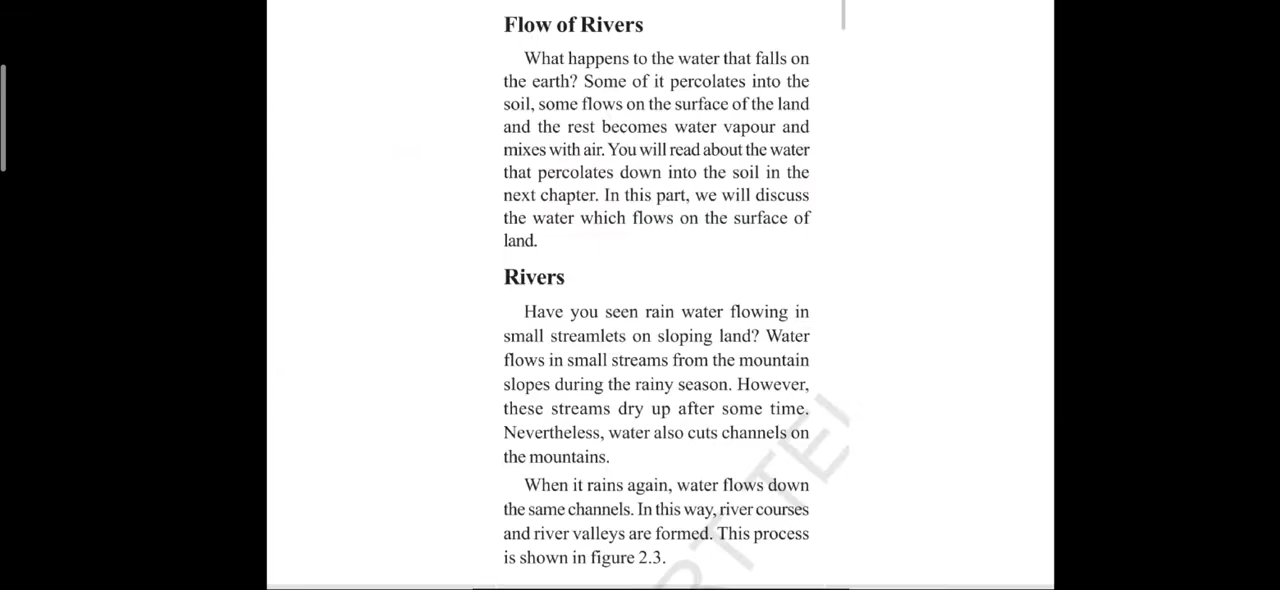 Flow of Rivers
What happens to the water that falls on
the earth? Some of it percolates into the
soil, some flows on the surface of the land
and the rest becomes water vapour and
mixes with air. You will read about the water
that percolates down into the soil in the
next chapter. In this part, we will discuss
the water which flows on the surface of
land.
Rivers
Have you seen rain water flowing in
small streamlets on sloping land? Water
flows in small streams from the mountain
slopes during the rainy season. However,
these streams dry up after some time.
Nevertheless, water also cuts channels on
the mountains.
When it rains again, water flows down
the same channels. In this way, river courses
and river valleys are formed. This process
is shown in figure 2.3.